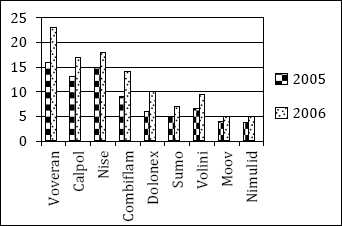 25
20
15
10
5
0
Voveran
Calpol
Nise
Combiflam
Dolonex
Sumo
Volini
Moov
Nimulid
2005
2006